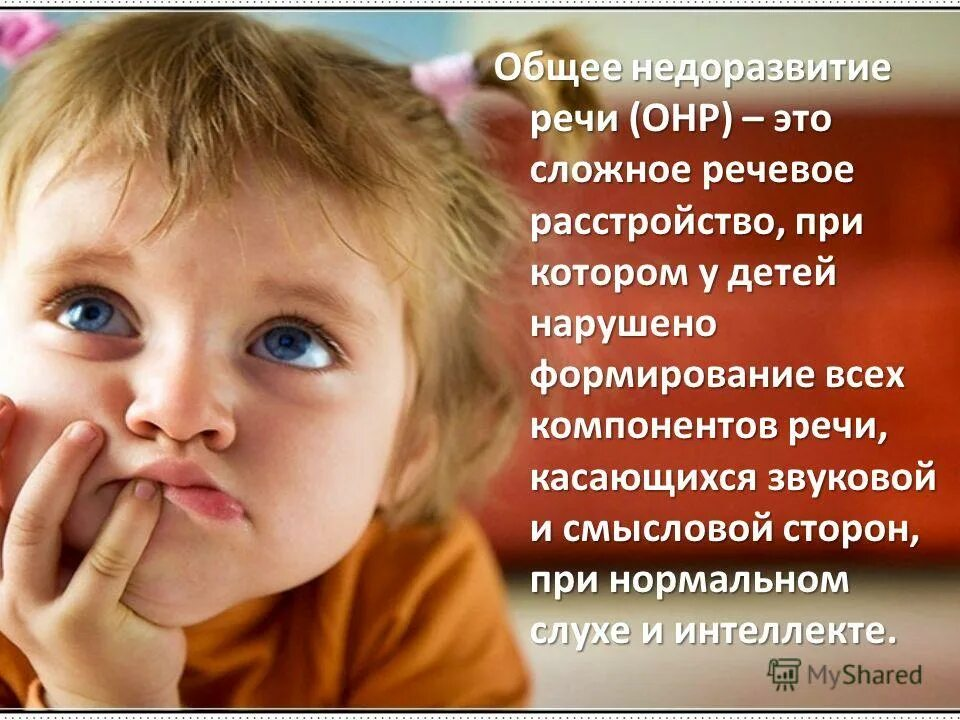 Общее недоразвитие
речи (ОНР) – это
сложное речевое
расстройство, при
котором у детей
нарушено
формирование всех
компонентов речи,
касающихся звуковой
и смысловой сторон,
при нормальном
слухе и интеллекте.
MyShared